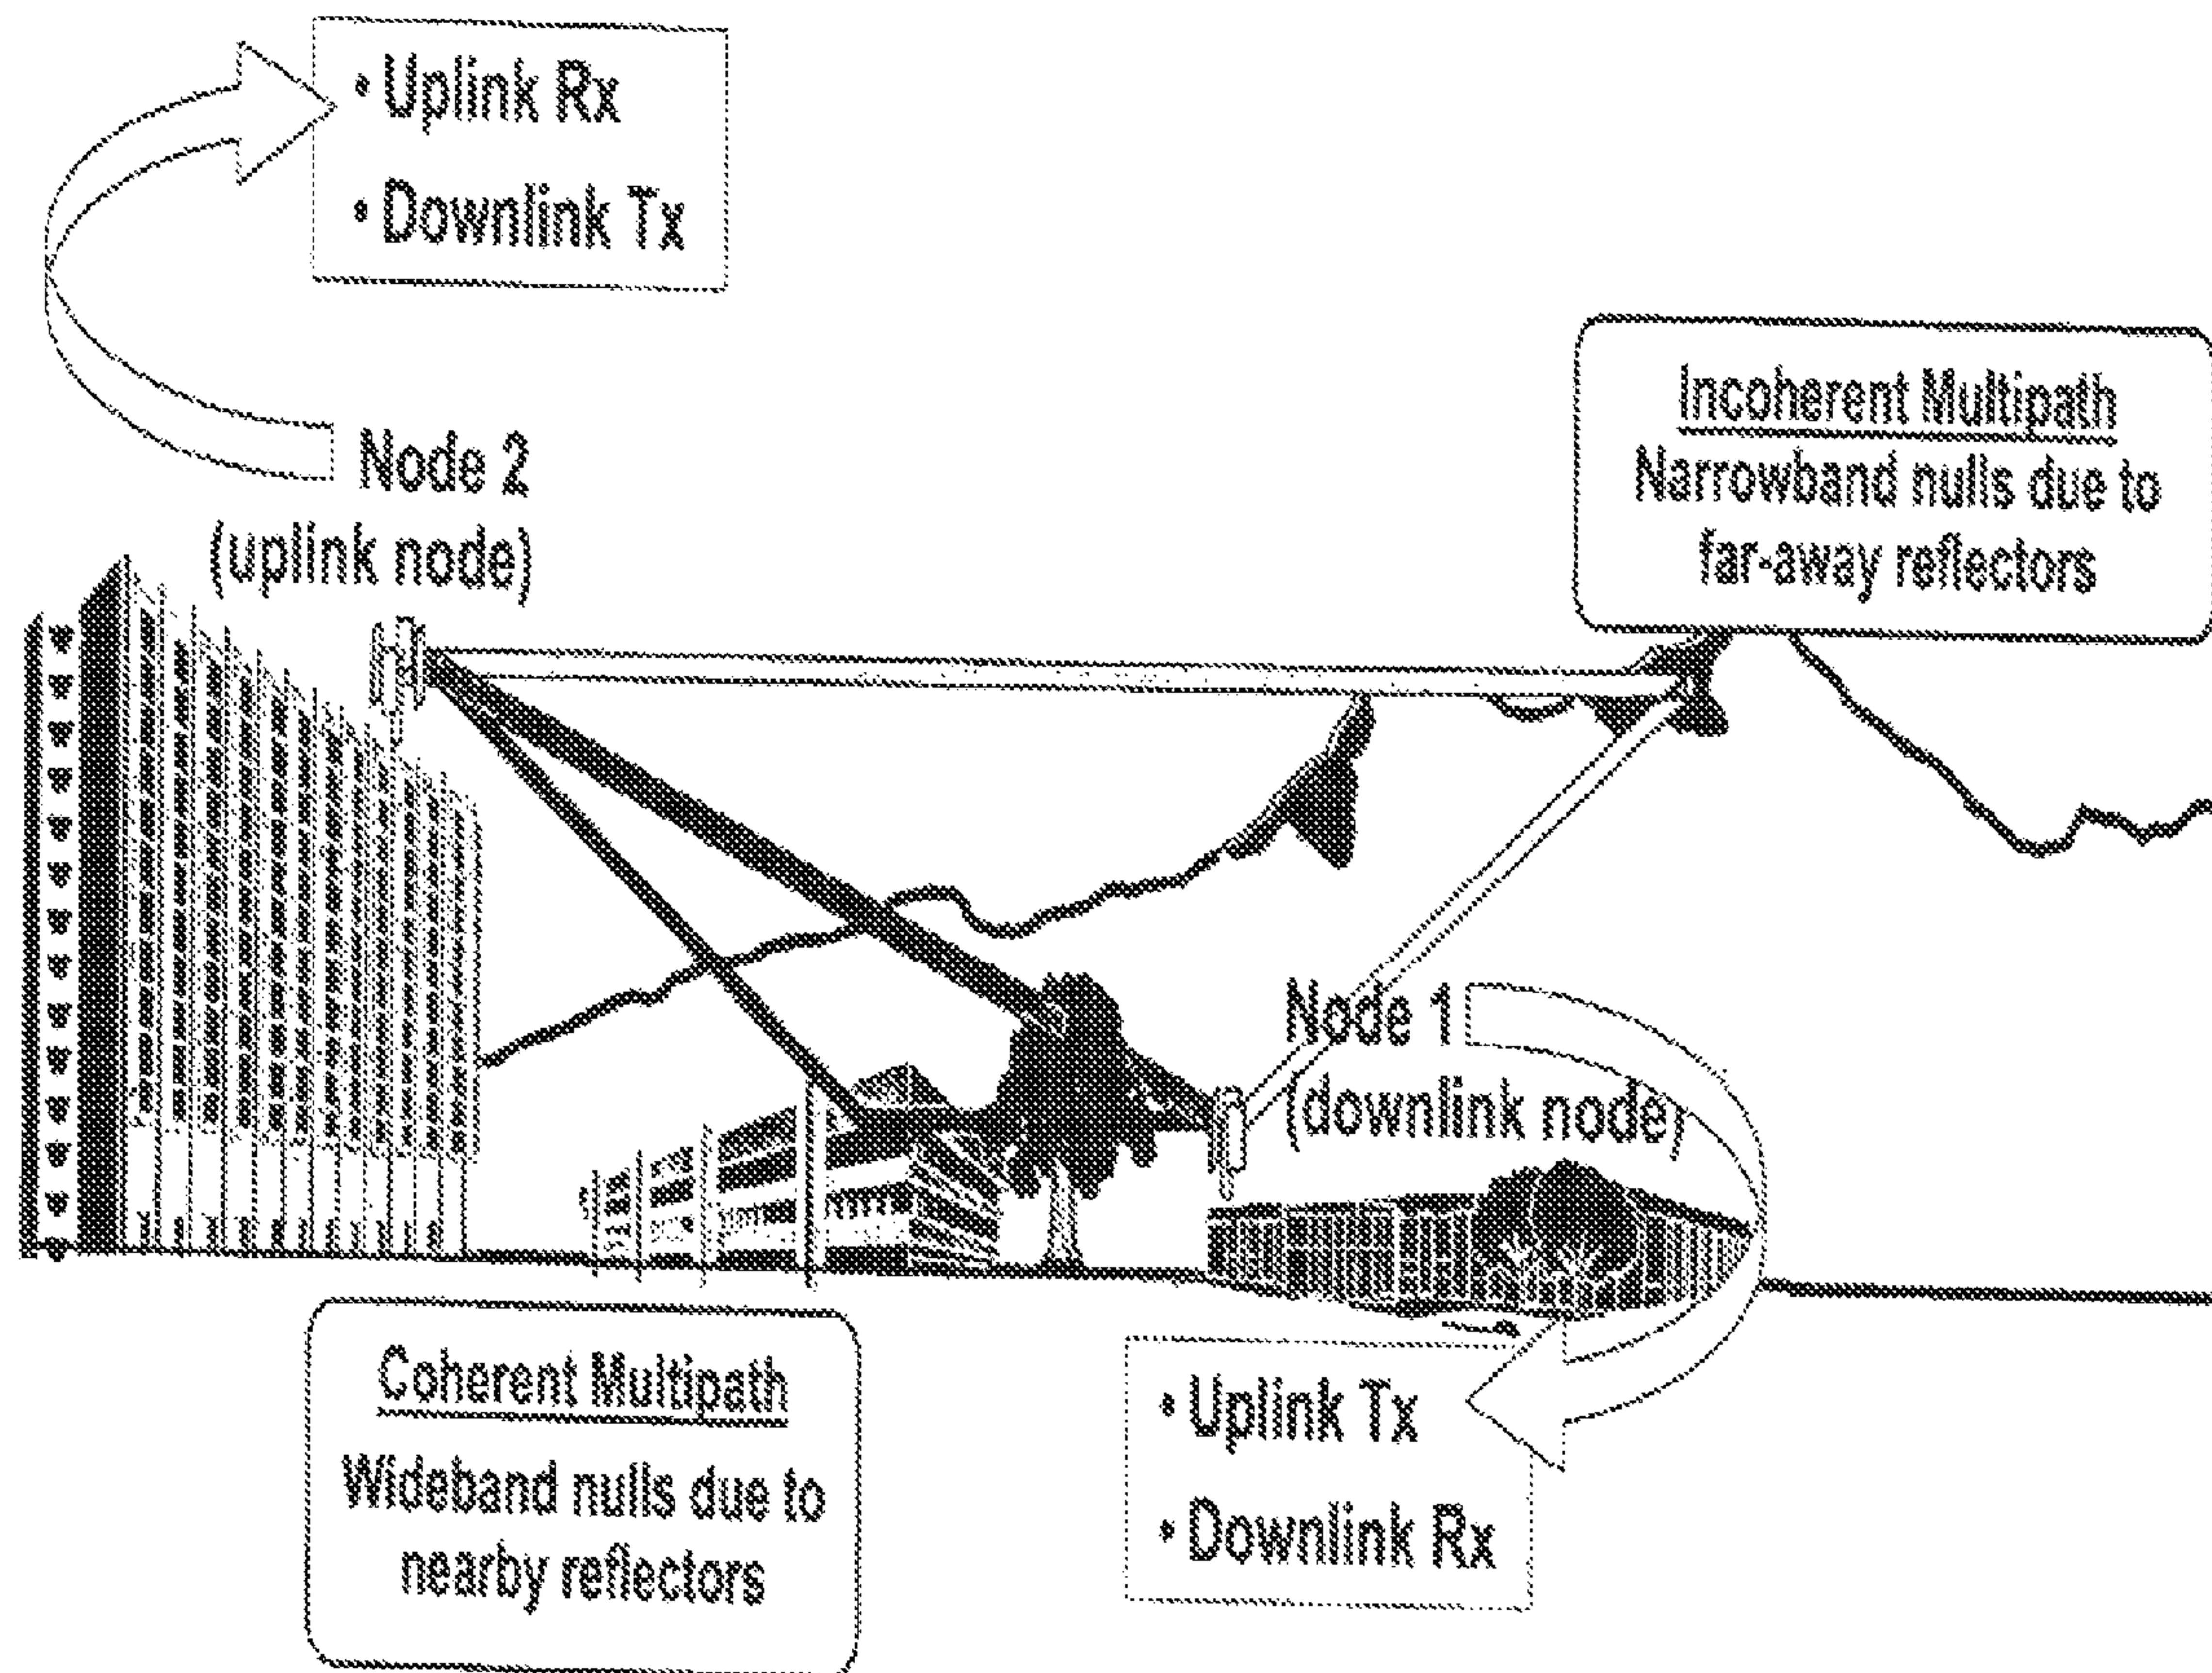 • Uplink Rx
• Downlink Tx
Node 2
(uplink node)
Incoherent Multipath
Narrowband nulls due to
far-away reflectors
Node 1
(downlink node)
Coherent Multipath
Wideband nulls due to
nearby reflectors
• Uplink Tx
• Downlink Rx